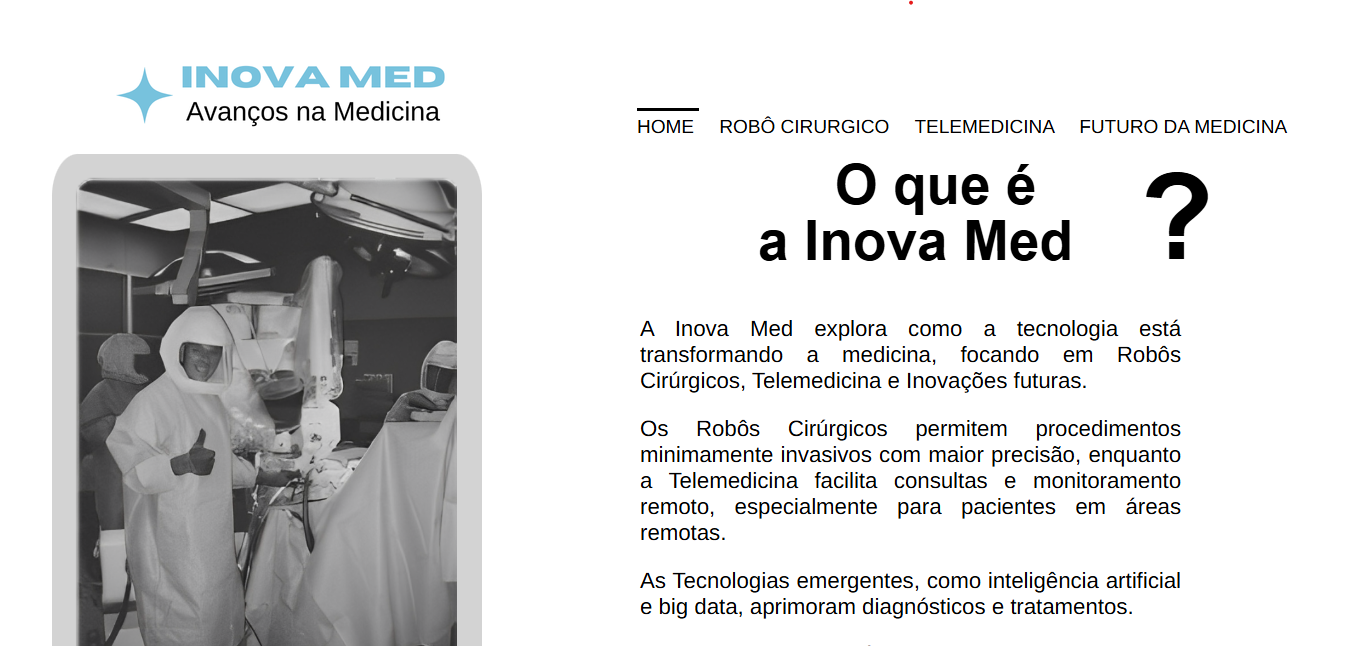 INOVA MED
Avanços na Medicina
HOME ROBÔ CIRURGICO TELEMEDICINA FUTURO DA MEDICINA
O que é
a Inova Med ?
A Inova Med explora como a tecnologia está
transformando a medicina, focando em Robôs
Cirúrgicos, Telemedicina e Inovações futuras.
Os Robôs Cirúrgicos permitem procedimentos
minimamente invasivos com maior precisão, enquanto
a Telemedicina facilita consultas e monitoramento
remoto, especialmente para pacientes em áreas
remotas.
As Tecnologias emergentes, como inteligência artificial
e big data, aprimoram diagnósticos e tratamentos.